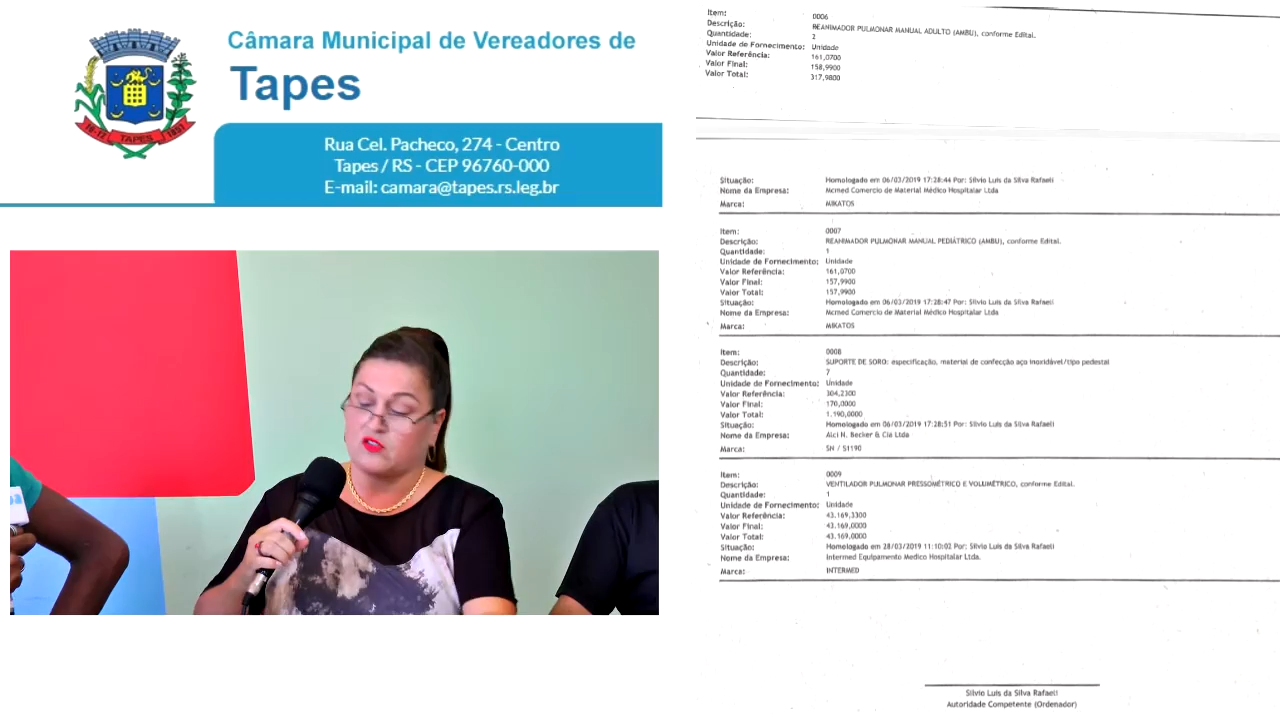 Câmara Municipal de Vereadores de
Tapes
TAPES
Rua Cel. Pacheco, 274 - Centro
Tapes / RS - CEP 96760-000
E-mail: camara@tapes.rs.leg.br
Item: 0006
Descrição: REANIMADOR PULMONAR MANUAL ADULTO (AMBU), conforme Edital.
Quantidade: 2
Unidade de Fornecimento: Unidade
Valor Referência: 161,0700
Valor Final: 158,9900
Valor Total: 317,9800
Situação: Homologado em 06/03/2019 17:28:44 Por: Silvio Luis da Silva Rafaeli
Nome da Empresa: Mcmed Comercio de Material Médico Hospitalar Ltda
Marca: MIKATOS
Item: 0007
Descrição: REANIMADOR PULMONAR MANUAL PEDIÁTRICO (AMBU), conforme Edital.
Quantidade: 1
Unidade de Fornecimento: Unidade
Valor Referência: 161,0700
Valor Final: 157,9900
Valor Total: 157,9900
Situação: Homologado em 06/03/2019 17:28:47 Por: Silvio Luis da Silva Rafaeli
Nome da Empresa: Mcmed Comercio de Material Médico Hospitalar Ltda
Marca: MIKATOS
Item: 0008
Descrição: SUPORTE DE SORO: especificação, material de confecção aço inoxidável/tipo pedestal
Quantidade: 7
Unidade de Fornecimento: Unidade
Valor Referência: 304,2300
Valor Final: 170,0000
Valor Total: 1.190,0000
Situação: Homologado em 06/03/2019 17:28:51 Por: Silvio Luis da Silva Rafaeli
Nome da Empresa: Alci N. Becker & Cia Ltda
Marca: SN / S1190
Item: 0009
Descrição: VENTILADOR PULMONAR PRESSOMÉTRICO E VOLUMÉTRICO, conforme Edital.
Quantidade: 1
Unidade de Fornecimento: Unidade
Valor Referência: 43.169,3300
Valor Final: 43.169,0000
Valor Total: 43.169,0000
Situação: Homologado em 28/03/2019 11:10:02 Por: Silvio Luis da Silva Rafaeli
Nome da Empresa: Intermed Equipamento Medico Hospitalar Ltda.
Marca: INTERMED
Silvio Luis da Silva Rafaeli
Autoridade Competente (Ordenador)